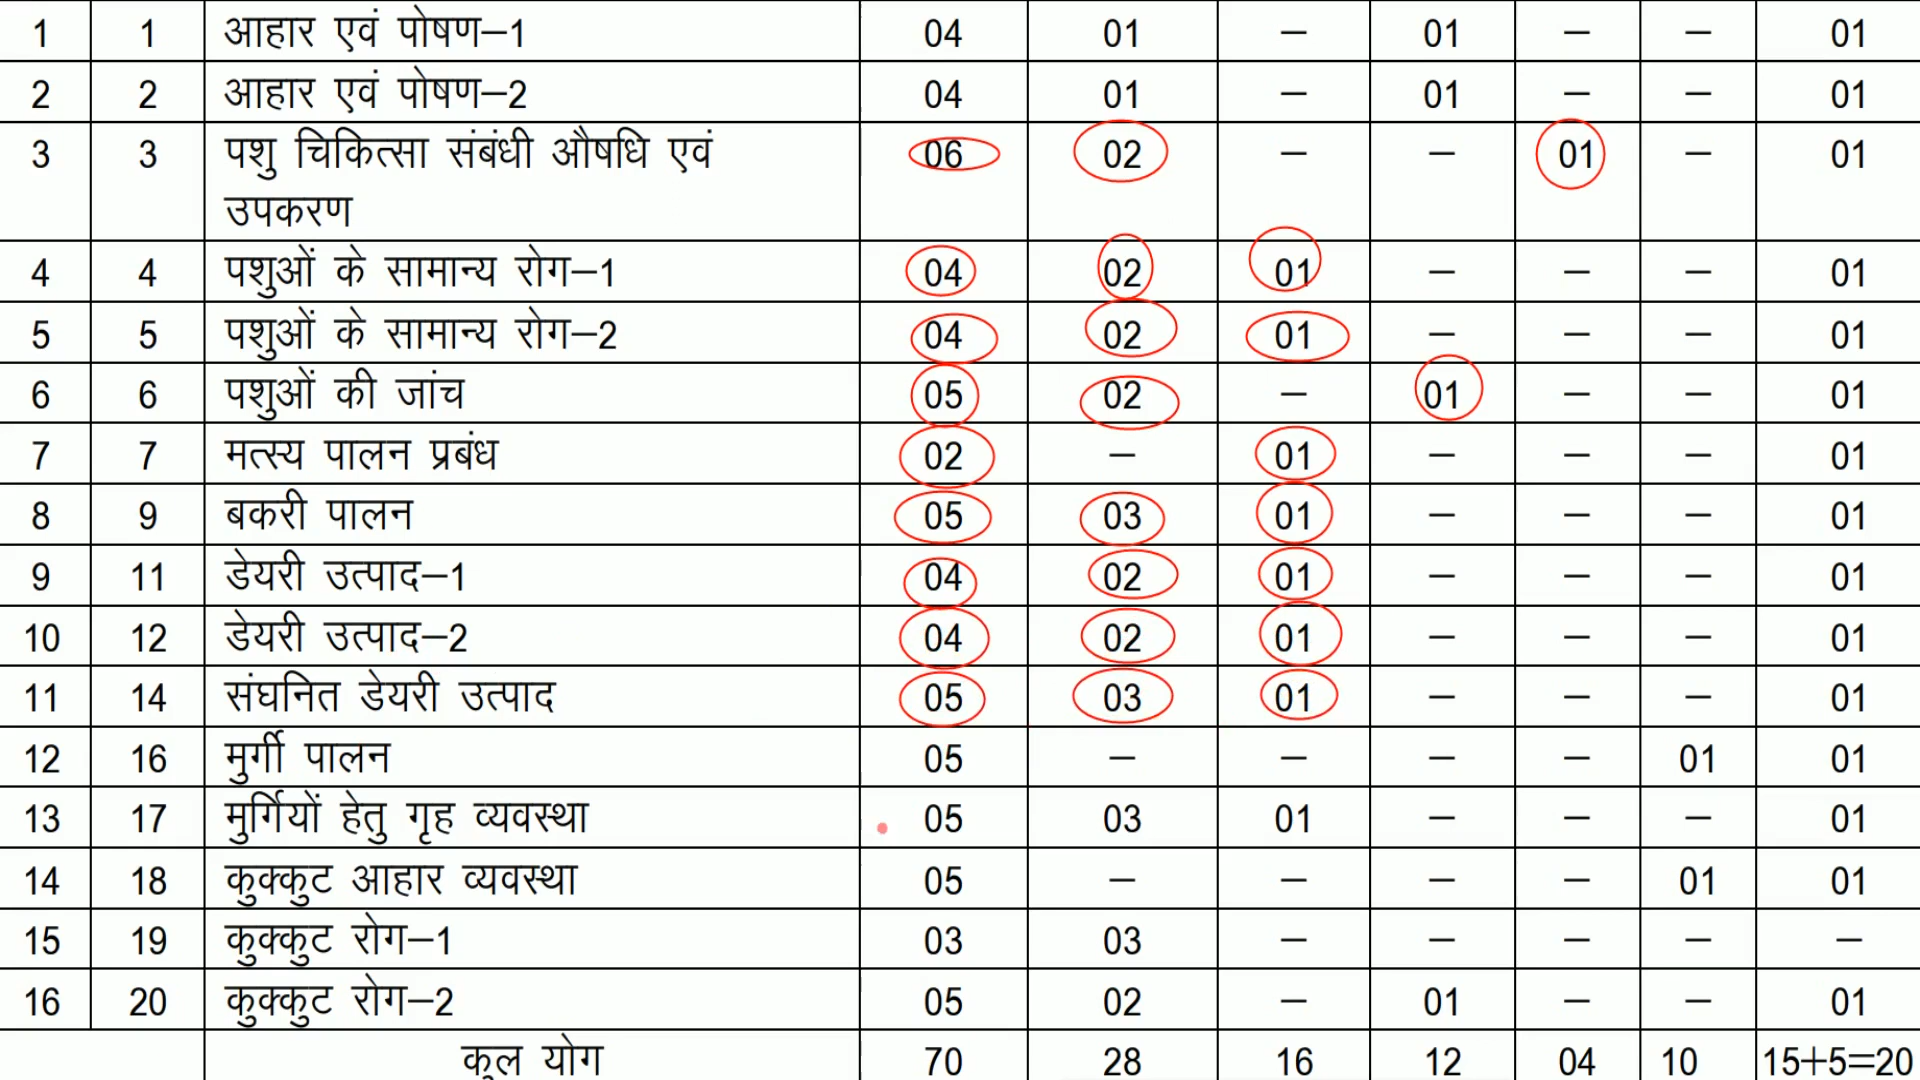 1 1 आहार एवं पोषण–1 04 01 – 01 – – 01
2 2 आहार एवं पोषण–2 04 01 – 01 – – 01
3 3 पशु चिकित्सा संबंधी औषधि एवं 06 02 – – 01 – 01
उपकरण
4 4 पशुओं के सामान्य रोग–1 04 02 01 – – – 01
5 5 पशुओं के सामान्य रोग–2 04 02 01 – – – 01
6 6 पशुओं की जांच 05 02 – 01 – – 01
7 7 मत्स्य पालन प्रबंध 02 – 01 – – – 01
8 9 बकरी पालन 05 03 01 – – – 01
9 11 डेयरी उत्पाद–1 04 02 01 – – – 01
10 12 डेयरी उत्पाद–2 04 02 01 – – – 01
11 14 संघनित डेयरी उत्पाद 05 03 01 – – – 01
12 16 मुर्गी पालन 05 – – – – 01 01
13 17 मुर्गियों हेतु गृह व्यवस्था 05 03 01 – – – 01
14 18 कुक्कुट आहार व्यवस्था 05 – – – – 01 01
15 19 कुक्कुट रोग–1 03 03 – – – – –
16 20 कुक्कुट रोग–2 05 02 – 01 – – 01
कुल योग 70 28 16 12 04 10 15+5=20